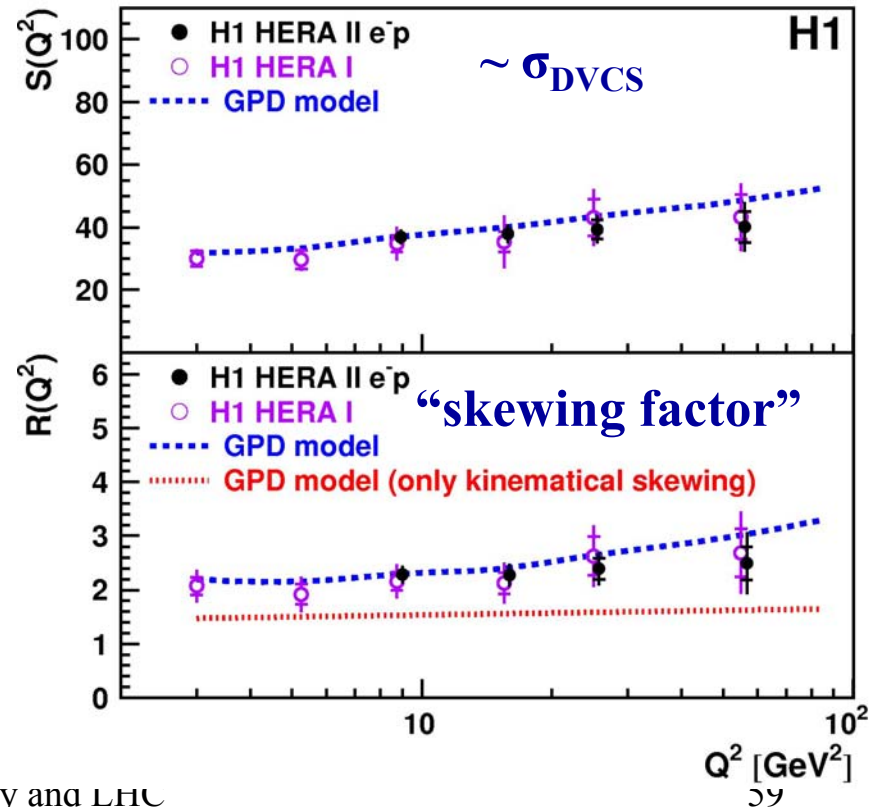 S(Q²)
100
80
60
40
20
H1 HERA II e⁻p
H1
H1 HERA I
~ σDVCS
GPD model
R(Q²)
6
5
4
3
2
1
0
H1 HERA II e⁻p
H1 HERA I
"skewing factor"
GPD model
GPD model (only kinematical skewing)
10
10²
Q² [GeV²]
and LHC
59